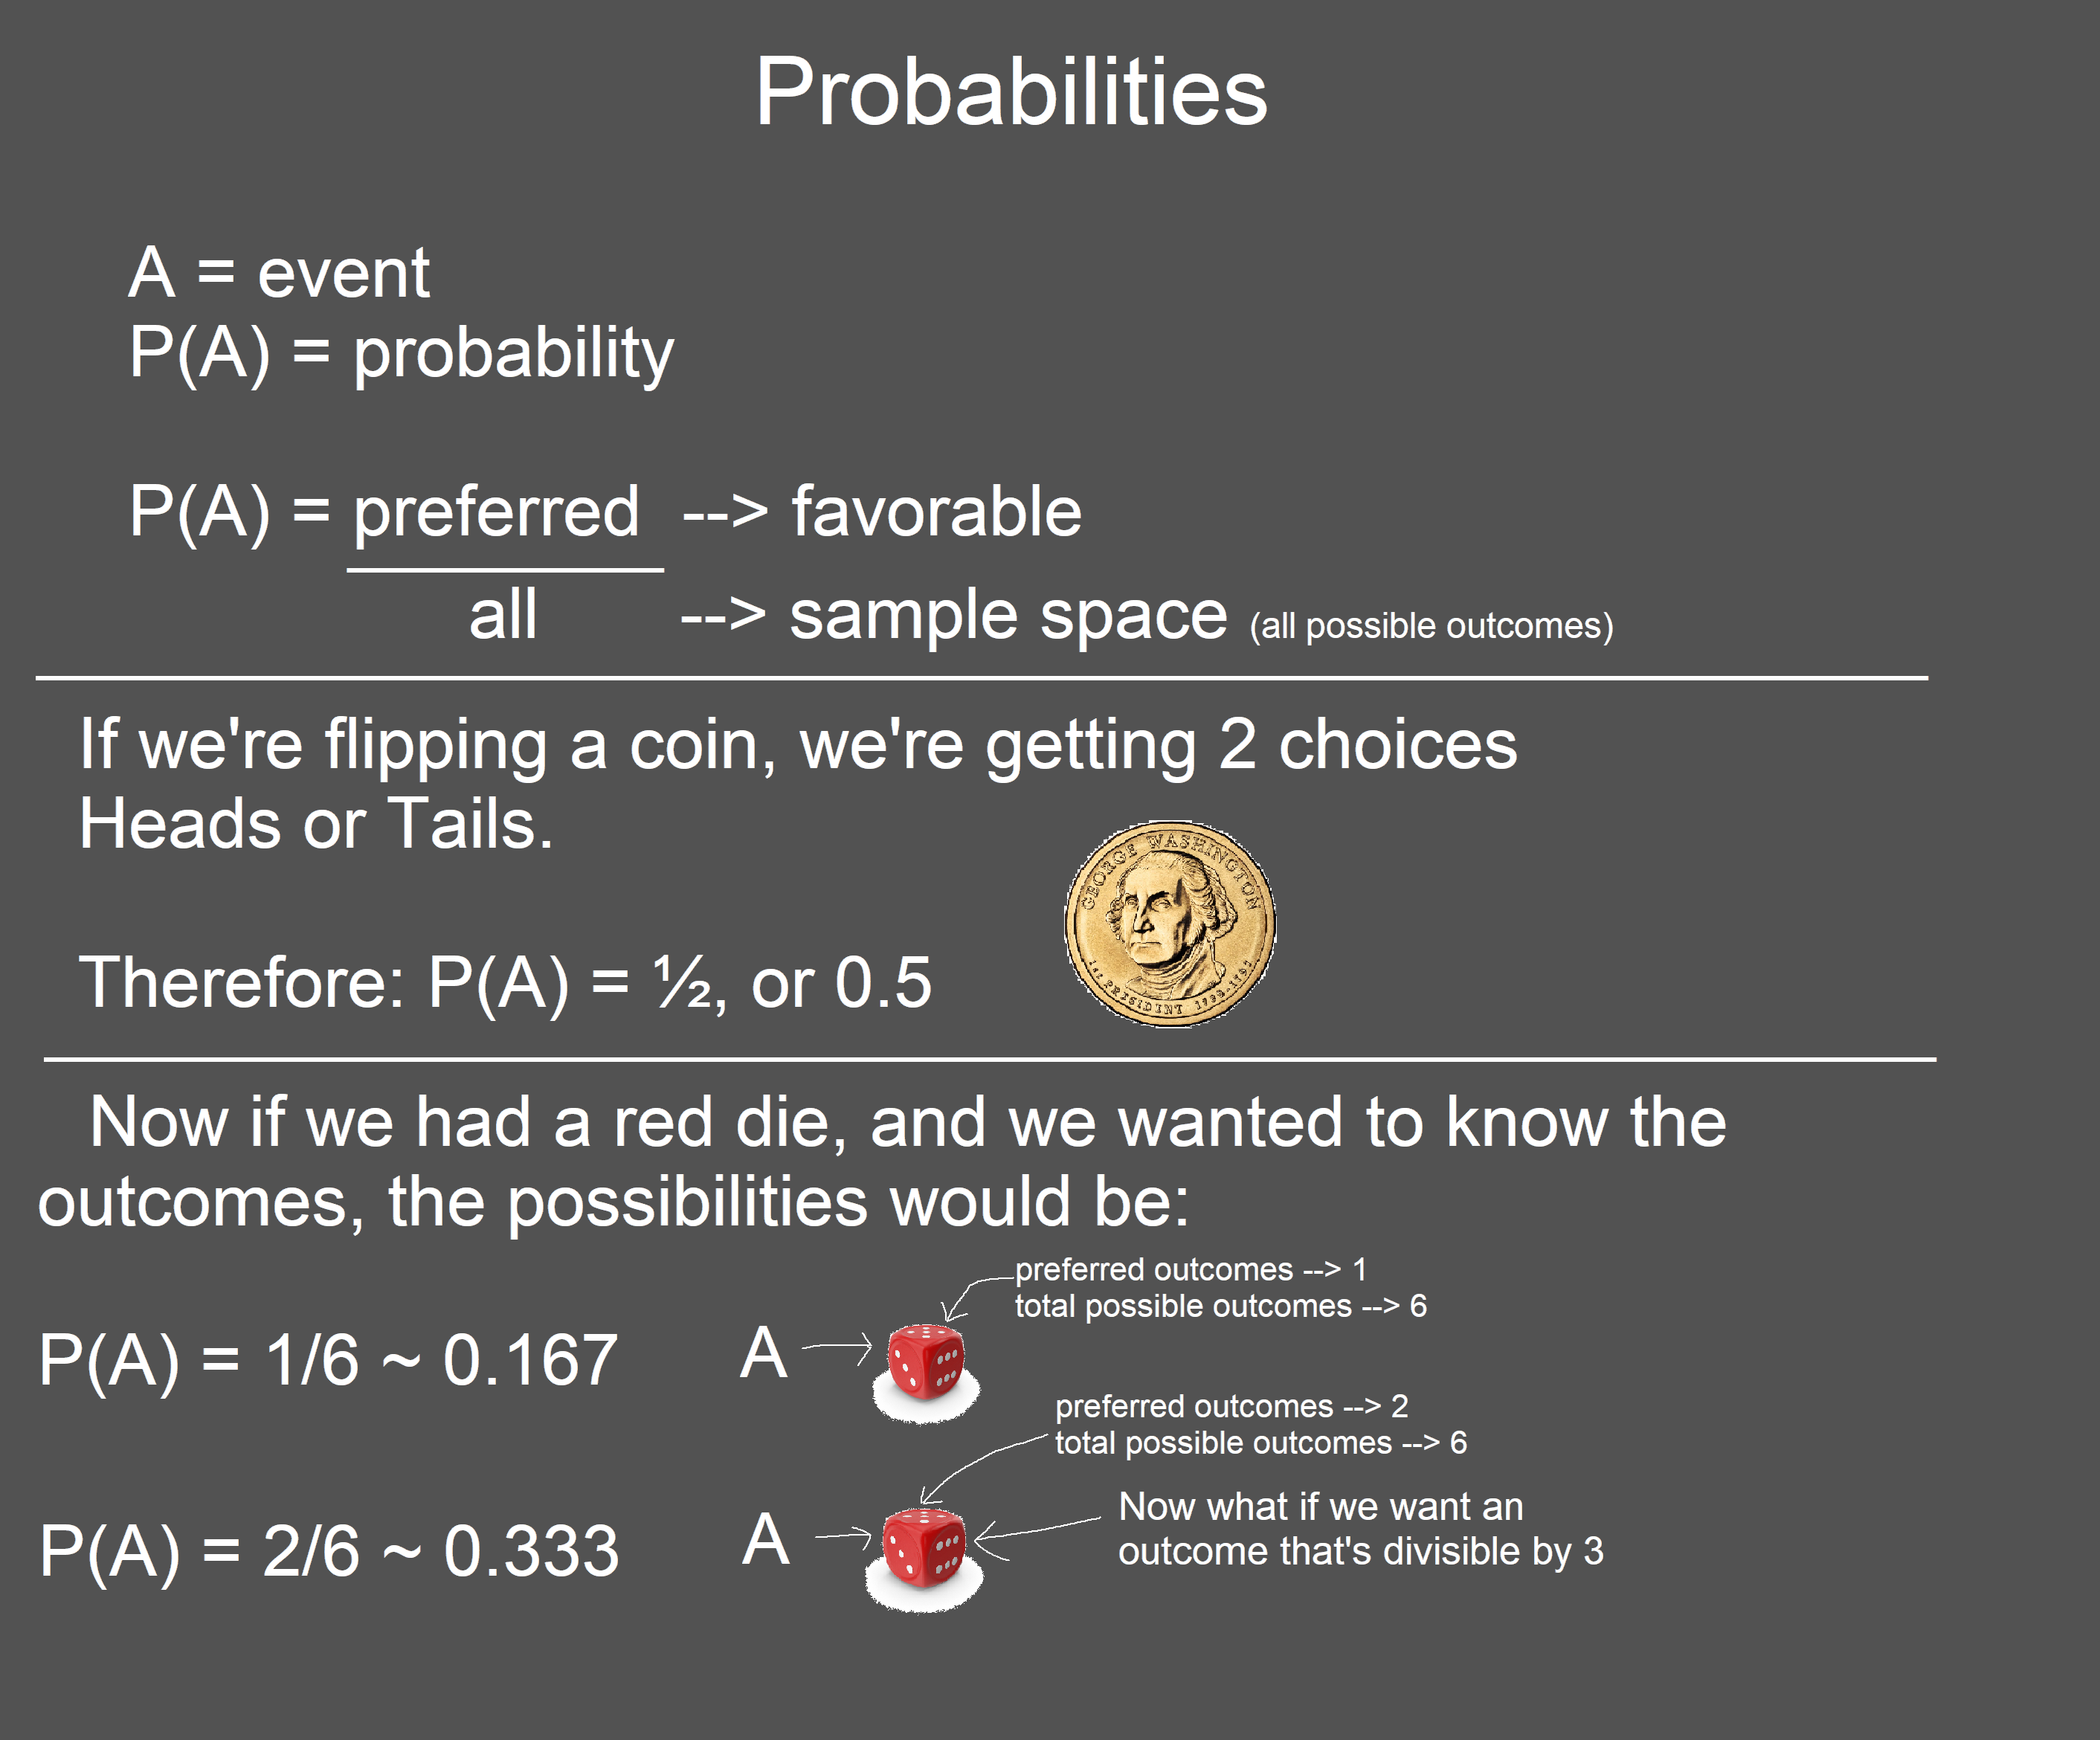 Probabilities
A = event
P(A) = probability
P(A) = preferred --> favorable
all --> sample space (all possible outcomes)
If we're flipping a coin, we're getting 2 choices
Heads or Tails.
GEORGE WASHINGTON
1st PRESIDENT 1789-1797
Therefore: P(A) = ½, or 0.5
Now if we had a red die, and we wanted to know the
outcomes, the possibilities would be:
preferred outcomes --> 1
total possible outcomes --> 6
P(A) = 1/6 ~ 0.167
A
preferred outcomes --> 2
total possible outcomes --> 6
Now what if we want an
outcome that's divisible by 3
P(A) = 2/6 ~ 0.333
A